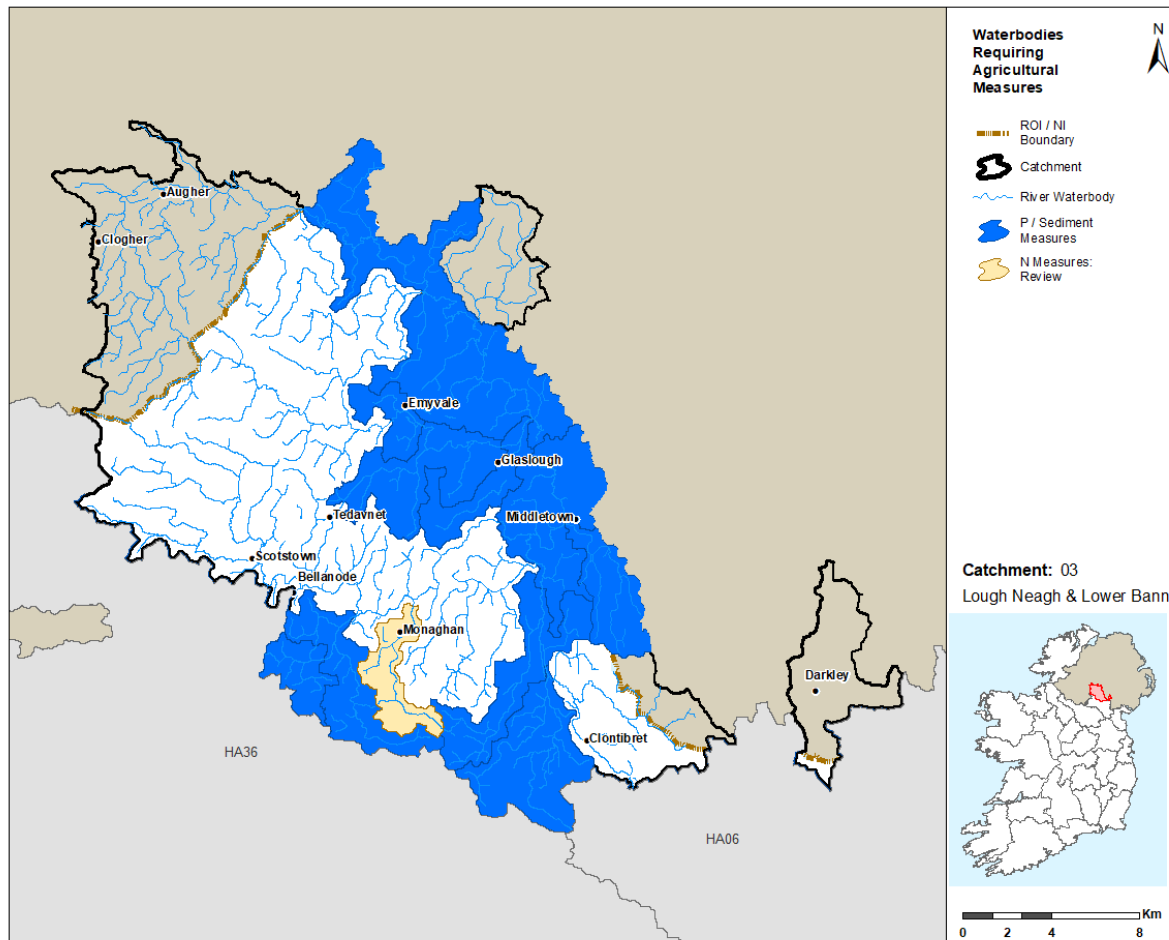 Augher
Clogher
Emyvale
Glaslough
Middletown
Tedavnet
Scotstown
Bellanode
Monaghan
Clontibret
Darkley
HA36
HA06
Waterbodies
Requiring
Agricultural
Measures
N
ROI / NI
Boundary
Catchment
River Waterbody
P / Sediment
Measures
N Measures:
Review
Catchment: 03
Lough Neagh & Lower Bann
Km
0 2 4 8